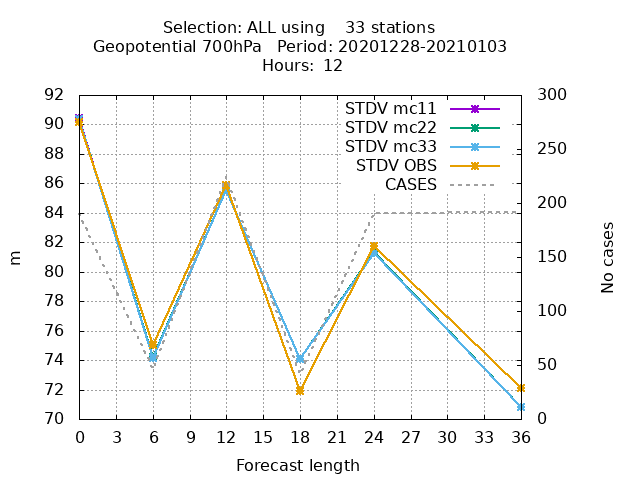 Selection: ALL using    33 stations
Geopotential 700hPa   Period: 20201228-20210103
Hours: 12
STDV mc11
STDV mc22
STDV mc33
STDV OBS
CASES
92
90
88
86
84
82
80
78
76
74
72
70
m
300
250
200
150
100
50
0
No cases
0 3 6 9 12 15 18 21 24 27 30 33 36
Forecast length